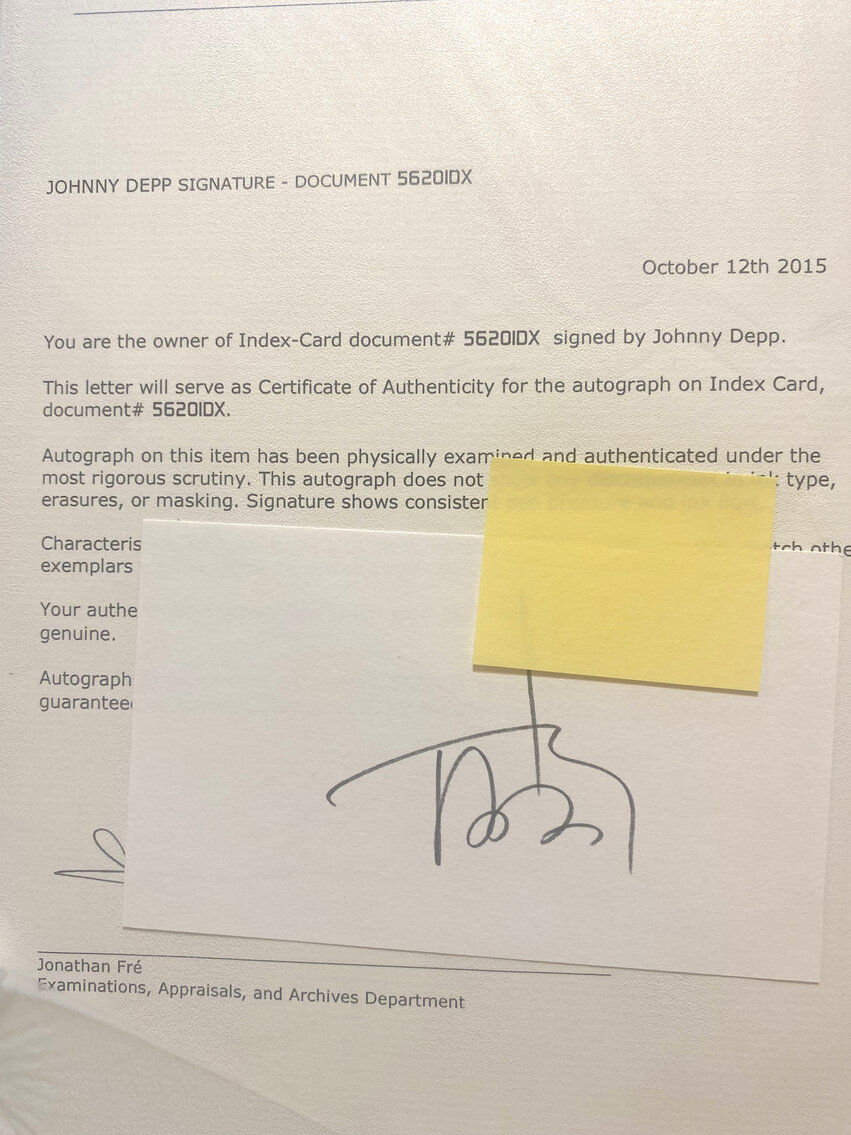 JOHNNY DEPP SIGNATURE - DOCUMENT 5620IDX
October 12th 2015
You are the owner of Index-Card document# 5620IDX signed by Johnny Depp.
This letter will serve as Certificate of Authenticity for the autograph on Index Card,
document# 5620IDX.
Autograph on this item has been physically examined and authenticated under the
most rigorous scrutiny. This autograph does not type,
erasures, or masking. Signature shows
exemplars
Your
genuine.
Autograph
Jonathan Fré
Examinations, Appraisals, and Archives Department